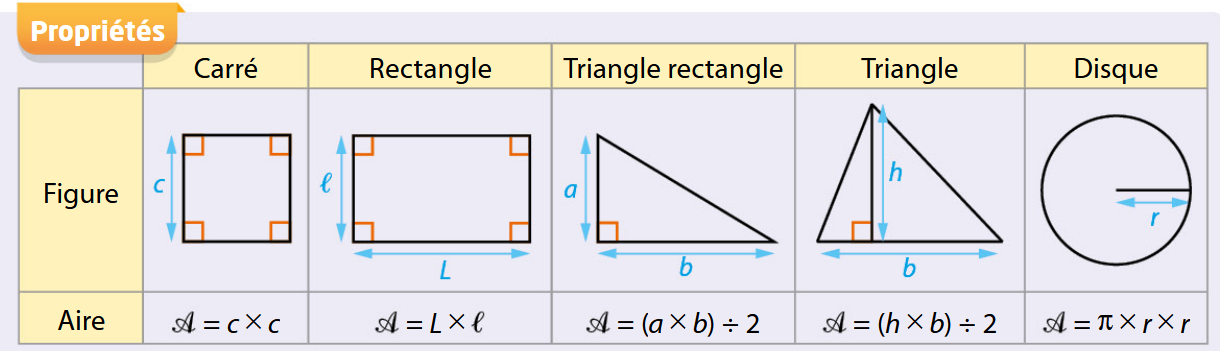 Propriétés
Carré Rectangle Triangle rectangle Triangle Disque
Figure c ℓ L a b h b r
Aire 𝒜 = c × c 𝒜 = L × ℓ 𝒜 = (a × b) ÷ 2 𝒜 = (h × b) ÷ 2 𝒜 = π × r × r